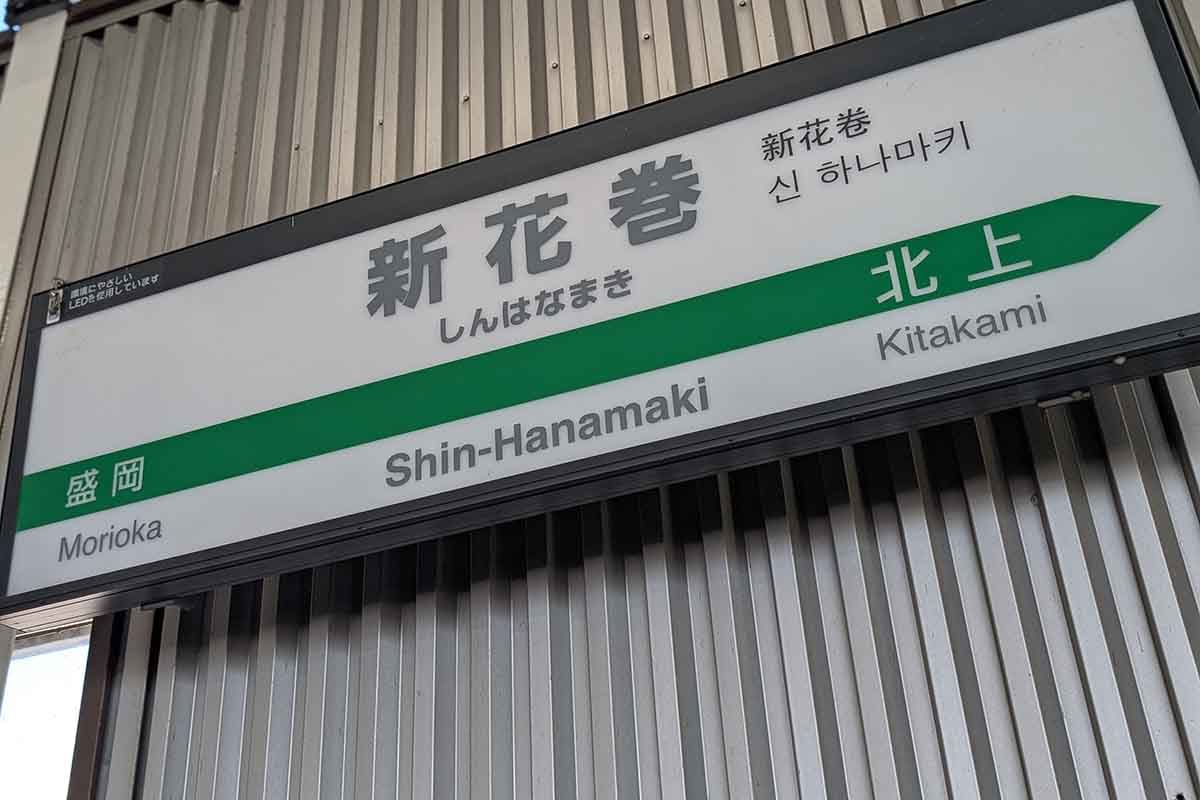 環境にやさしい
LEDを使用しています
新花巻
しんはなまき
新花巻
신 하나마키
盛岡
北上
Morioka
Shin-Hanamaki
Kitakami